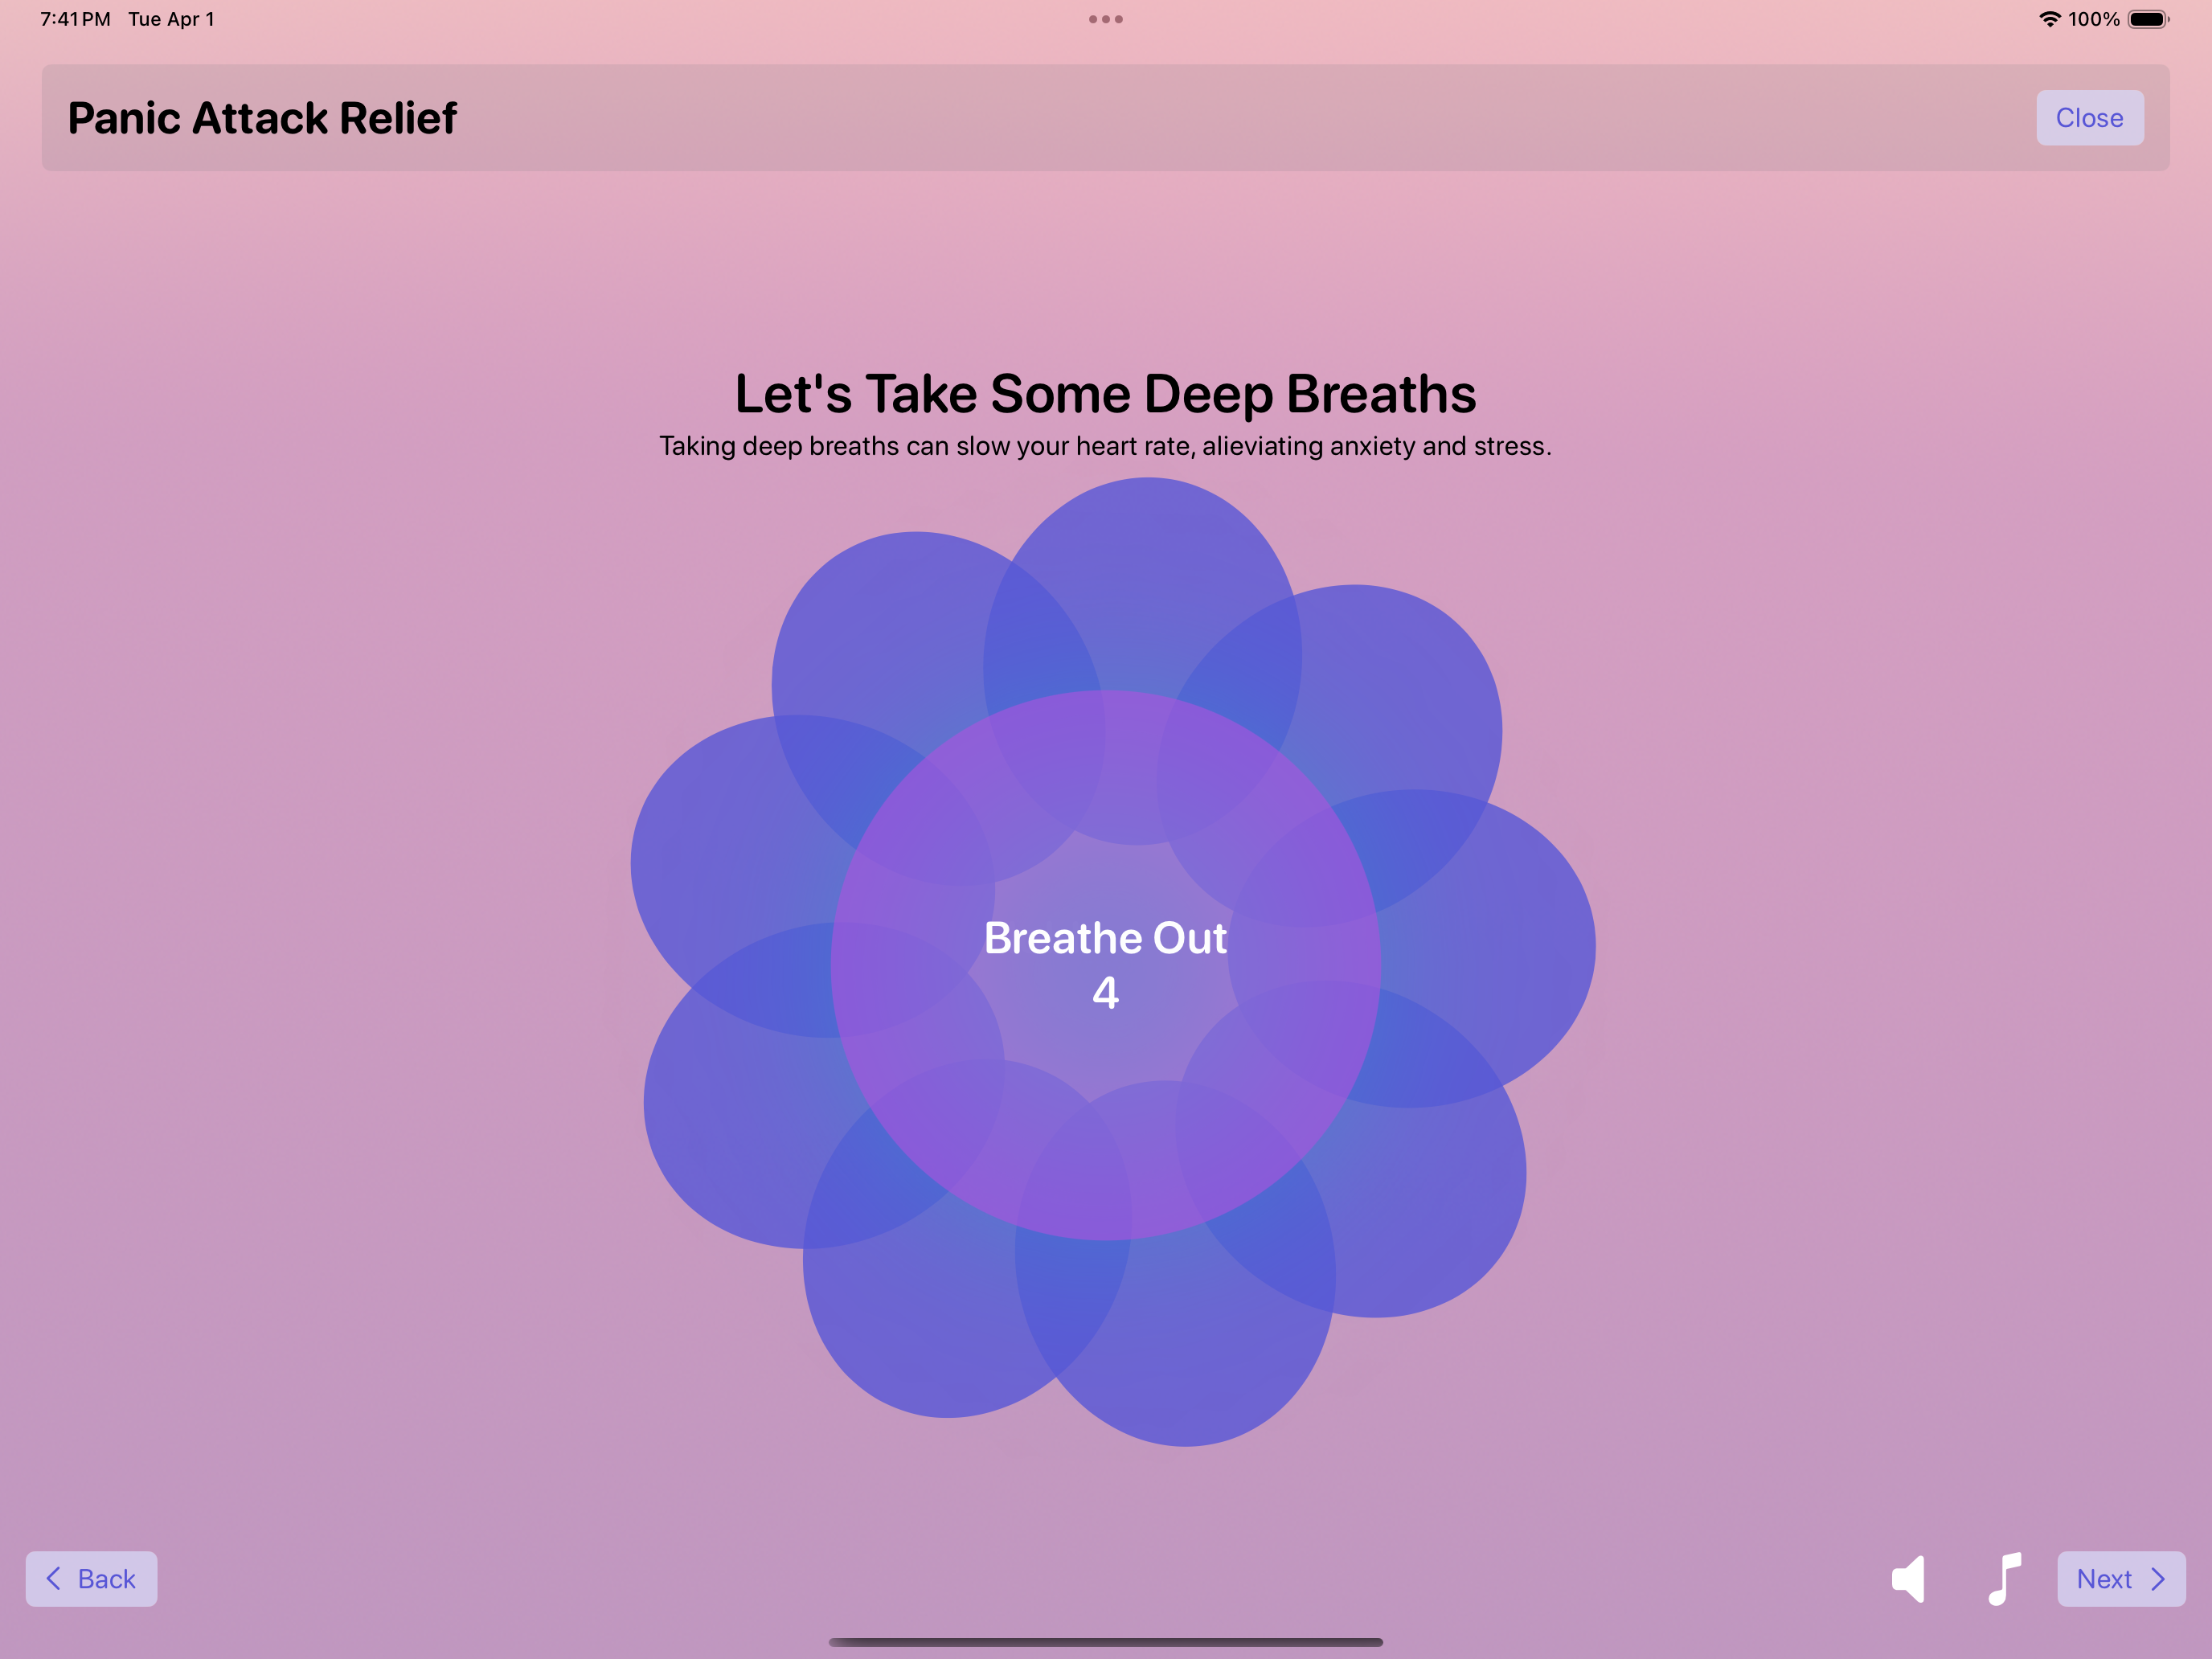 7:41 PM Tue Apr 1
100%
Panic Attack Relief
Close
Let's Take Some Deep Breaths
Taking deep breaths can slow your heart rate, alieviating anxiety and stress.
Breathe Out
4
Back
Next